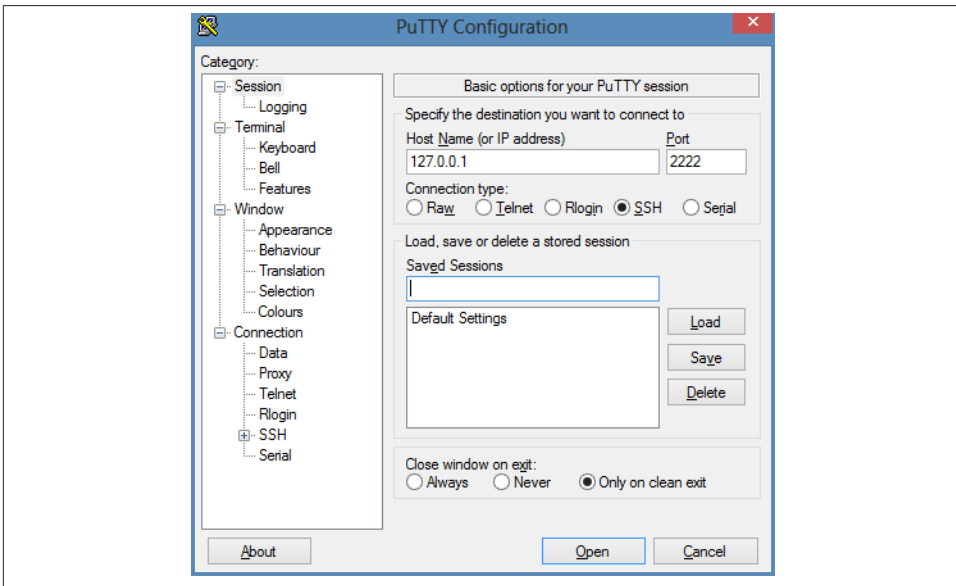 PuTTY Configuration
Category:
Session
Logging
Terminal
Keyboard
Bell
Features
Window
Appearance
Behaviour
Translation
Selection
Colours
Connection
Data
Proxy
Telnet
Rlogin
SSH
Serial
Basic options for your PuTTY session
Specify the destination you want to connect to
Host Name (or IP address) Port
127.0.0.1 2222
Connection type:
Raw Telnet Rlogin SSH Serial
Load, save or delete a stored session
Saved Sessions
Default Settings
Load
Save
Delete
Close window on exit:
Always Never Only on clean exit
About Open Cancel